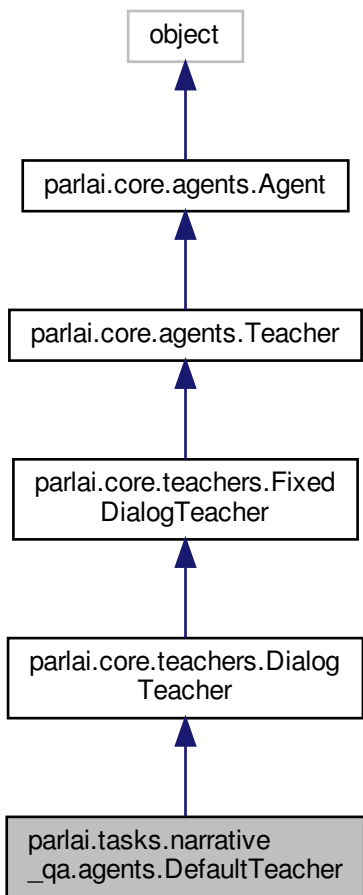 object
parlai.core.agents.Agent
parlai.core.agents.Teacher
parlai.core.teachers.Fixed
DialogTeacher
parlai.core.teachers.Dialog
Teacher
parlai.tasks.narrative
_qa.agents.DefaultTeacher